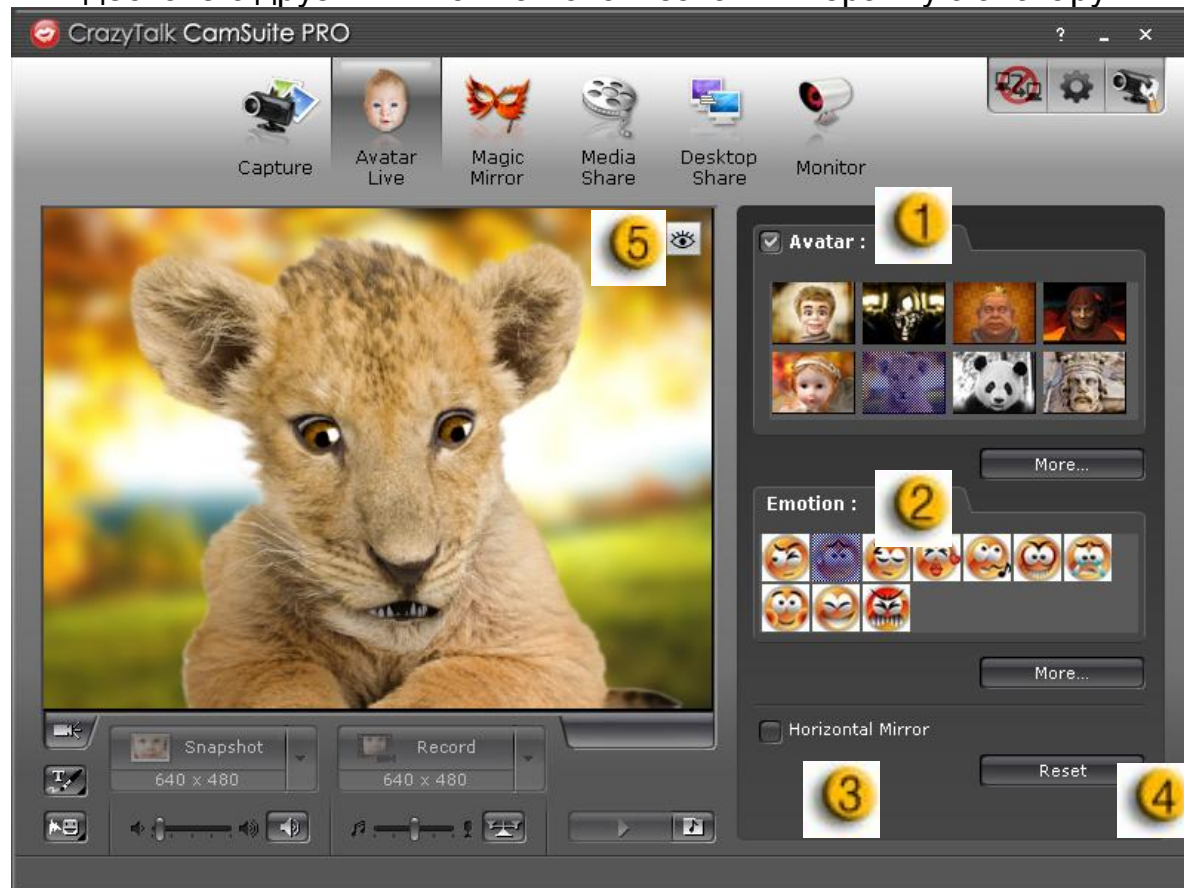 CrazyTalk CamSuite PRO
?
Capture
Avatar Live
Magic Mirror
Media Share
Desktop Share
Monitor
5
1
Avatar :
More...
Emotion :
2
More...
Horizontal Mirror
Snapshot
640 x 480
Record
640 x 480
Reset
3
4